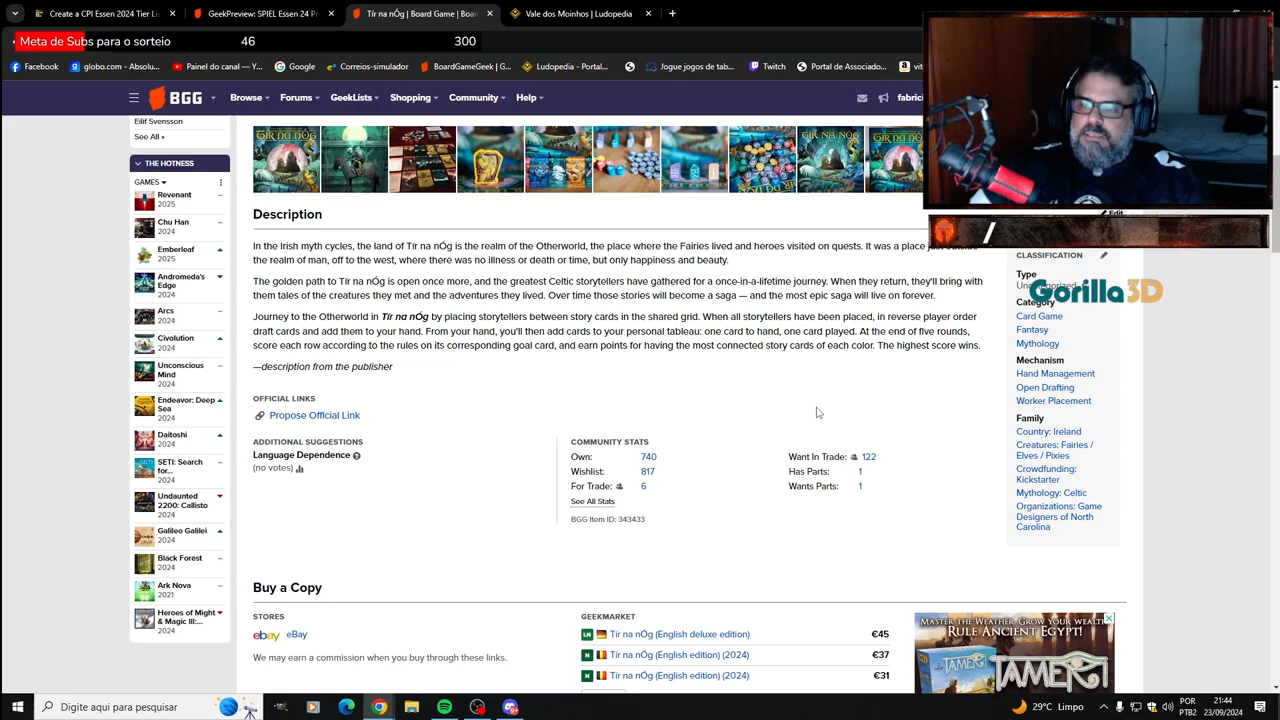 Criando a CPI Essen 24 Tier Lis
GeekPreviews SPIEL Essen 24 Pr
Tír na nÓg | Board Game | Boar
Vale dos Moinhos | Ludopedia
Meta de Subs para o sorteio 46 300
Facebook
globo.com - Absolu...
Painel do canal — [...
Correios-simulador
BoardGameGeek | G...
Ludopedia - O portal...
Jogue jogos de tab...
Twitch
Portal de Associa...
BGG
Browse
Forums
GeekLists
Shopping
Community
Help
fabric
Eilif Svensson
See All »
THE HOTNESS
GAMES
Revenant
2025
Chu Han
2024
Emberleaf
2025
Andromeda's
Edge
2024
Arcs
2024
Civolution
2024
Unconscious
Mind
2024
Endeavor: Deep
Sea
2024
Daitoshi
2024
SETI: Search
for...
2024
Undaunted
2200: Callisto
2024
Galileo Galilei
2024
Black Forest
2024
Ark Nova
2021
Heroes of Might
& Magic III:...
2024
Description
Edit
In the Irish myth cycles, the land of Tír na nÓg is the realm of the Otherworld, the place where the Fairies lived and heroes visited on quests. It was a place just outside
the realm of man, off to the west, where there was no illness or death or time, but only happiness and beauty.
The golden path to Tír na nÓg is open once more, and the greatest Celtic storytellers have gathered for a once-in-a-lifetime journey. When they return, they'll bring with
them tales of the creatures they met and the adventures they lived. Over time those stories will become a saga — and the most epic saga will live on forever.
Journey to the Otherworld in Tír na nÓg by placing storytellers between story cards in the shared grid. When all storytellers have been placed, in reverse player order
draft cards and add them to your hand. From your hand, you'll then add cards to your personal tableau: one card to hand, one card played. At the end of five rounds,
score each row according to the rules on its corresponding goal card, and earn points for having the most connected story cards of each color. The highest score wins.
—description from the publisher
OFFICIAL LINKS
Propose Official Link
ADDITIONAL SUGGESTIONS
Language Dependence
(no votes)
COMMUNITY STATS
Own: 740
Wishlist: 817
For Trade: 6
See All Stats
BGG Item ID: 343433
Want In Trade: 122
Has Parts: 1
Wants Parts: 1
CLASSIFICATION
Type
Gorilla3D
Category
Card Game
Fantasy
Mythology
Mechanism
Hand Management
Open Drafting
Worker Placement
Family
Country: Ireland
Creatures: Fairies /
Elves / Pixies
Crowdfunding:
Kickstarter
Mythology: Celtic
Organizations: Game
Designers of North
Carolina
Buy a Copy
STORES
ebay eBay
We may earn a commission when you buy through these links.
GEEKMARKET
LN Tír na nÓg (English deluxe edition) €45
N Tír na nÓg (English edition) (2024) €37
N Tír na nÓg (English edition) (2024) €31
MASTER THE WEATHER, GROW YOUR WEALTH,
RULE ANCIENT EGYPT!
TAMERI
Digite aqui para pesquisar
29°C Limpo
POR
PTB2
21:44
23/09/2024